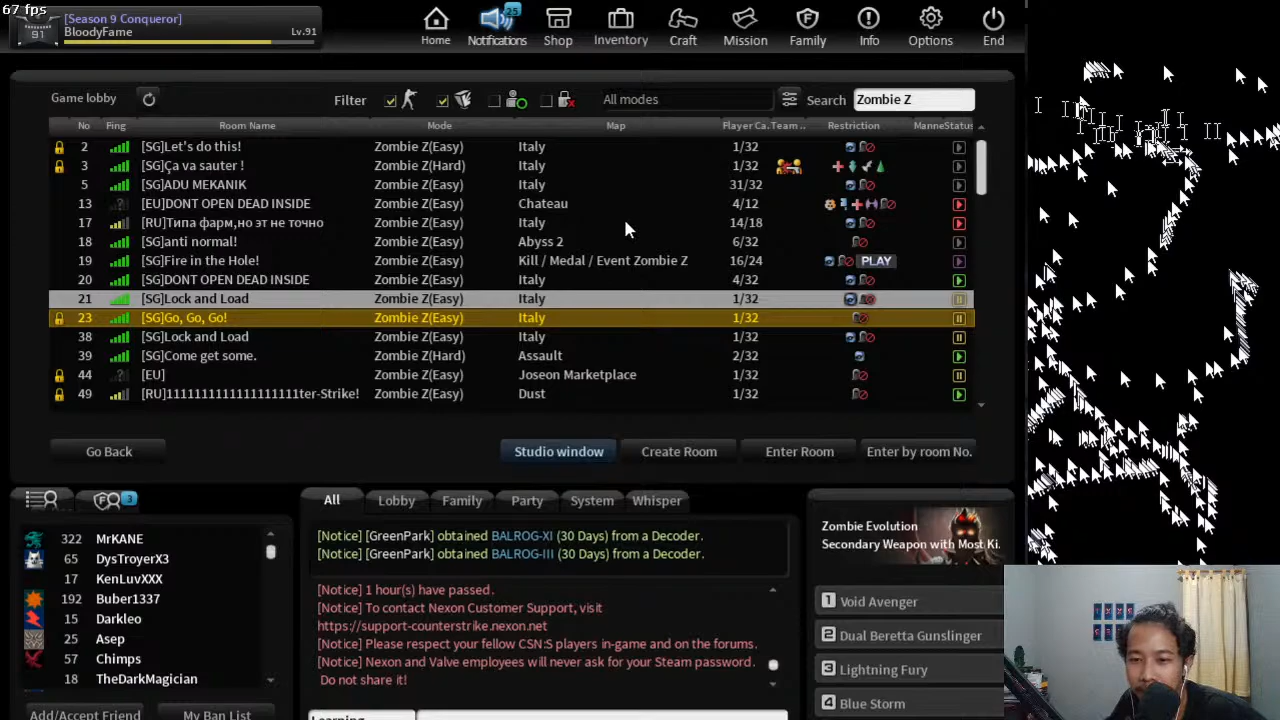 67 fps
[Season 9 Conqueror]
91
BloodyFame
Lv.91
25
Home
Notifications
Shop
Inventory
Craft
Mission
Family
Info
Options
End
Game lobby
Filter
All modes
Search
Zombie Z
No Ping Room Name Mode Map Player Ca.. Team .. Restriction Manne Status
2 [SG]Let's do this! Zombie Z(Easy) Italy 1/32
3 [SG]Ça va sauter ! Zombie Z(Hard) Italy 1/32
5 [SG]ADU MEKANIK Zombie Z(Easy) Italy 31/32
13 [EU]DONT OPEN DEAD INSIDE Zombie Z(Easy) Chateau 4/12
17 [RU]Типа фарм,но эт не точно Zombie Z(Easy) Italy 14/18
18 [SG]anti normal! Zombie Z(Easy) Abyss 2 6/32
19 [SG]Fire in the Hole! Zombie Z(Easy) Kill / Medal / Event Zombie Z 16/24 PLAY
20 [SG]DONT OPEN DEAD INSIDE Zombie Z(Easy) Italy 4/32
21 [SG]Lock and Load Zombie Z(Easy) Italy 1/32
23 [SG]Go, Go, Go! Zombie Z(Easy) Italy 1/32
38 [SG]Lock and Load Zombie Z(Easy) Italy 1/32
39 [SG]Come get some. Zombie Z(Hard) Assault 2/32
44 [EU] Zombie Z(Easy) Joseon Marketplace 1/32
49 [RU]1111111111111111111ter-Strike! Zombie Z(Easy) Dust 1/32
Go Back
Studio window
Create Room
Enter Room
Enter by room No.
3
322 MrKANE
65 DysTroyerX3
17 KenLuvXXX
192 Buber1337
15 Darkleo
25 Asep
57 Chimps
18 TheDarkMagician
Add/Accept Friend
My Ban List
All Lobby Family Party System Whisper
[Notice] [GreenPark] obtained BALROG-XI (30 Days) from a Decoder.
[Notice] [GreenPark] obtained BALROG-III (30 Days) from a Decoder.
[Notice] 1 hour(s) have passed.
[Notice] To contact Nexon Customer Support, visit
https://support-counterstrike.nexon.net
[Notice] Please respect your fellow CSN:S players in-game and on the forums.
[Notice] Nexon and Valve employees will never ask for your Steam password.
Do not share it!
Learning
Zombie Evolution
Secondary Weapon with Most Ki.
1 Void Avenger
2 Dual Beretta Gunslinger
3 Lightning Fury
4 Blue Storm